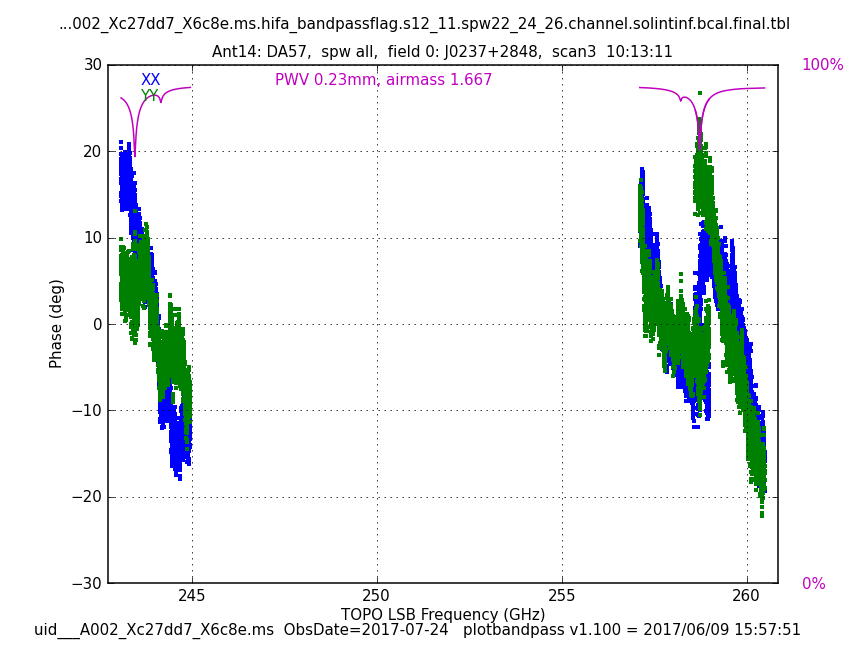 ...002_Xc27dd7_X6c8e.ms.hifa_bandpassflag.s12_11.spw22_24_26.channel.solintinf.bcal.final.tbl
Ant14: DA57,  spw all,  field 0: J0237+2848,  scan3  10:13:11
30
XX
YY
PWV 0.23mm, airmass 1.667
100%
20
10
0
−10
−20
−30
Phase (deg)
0%
245
250
255
260
TOPO LSB Frequency (GHz)
uid___A002_Xc27dd7_X6c8e.ms  ObsDate=2017-07-24   plotbandpass v1.100 = 2017/06/09 15:57:51